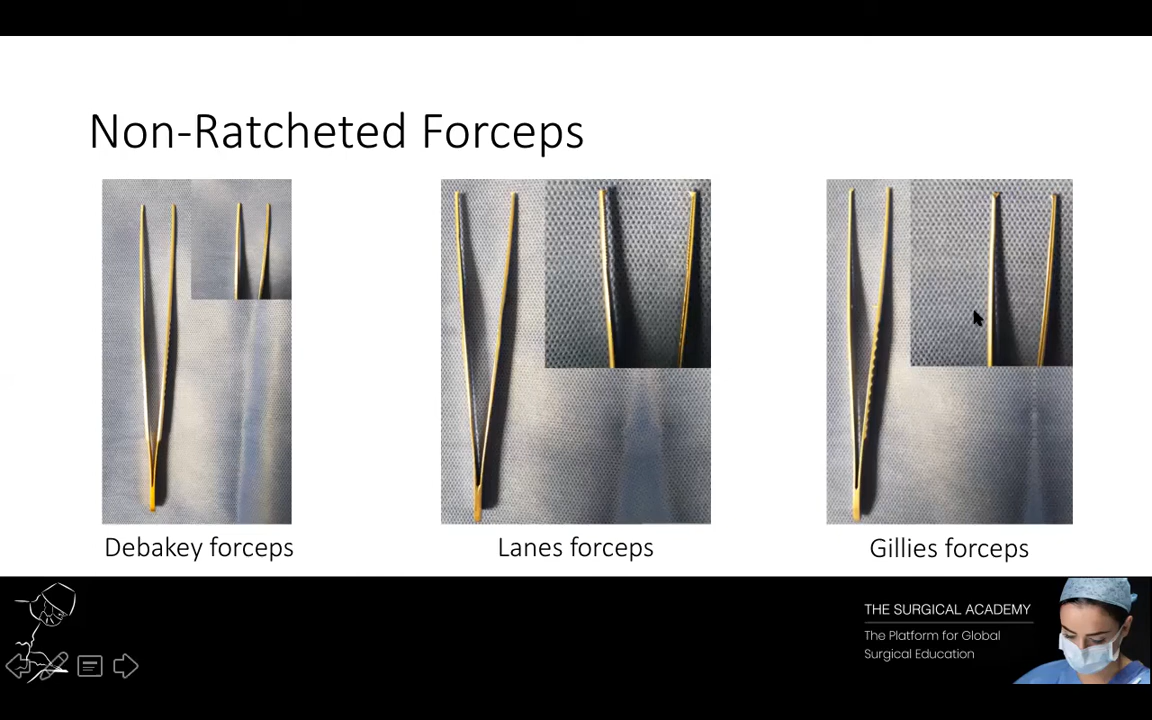 Non-Ratcheted Forceps
Debakey forceps
Lanes forceps
Gillies forceps
THE SURGICAL ACADEMY
The Platform for Global
Surgical Education